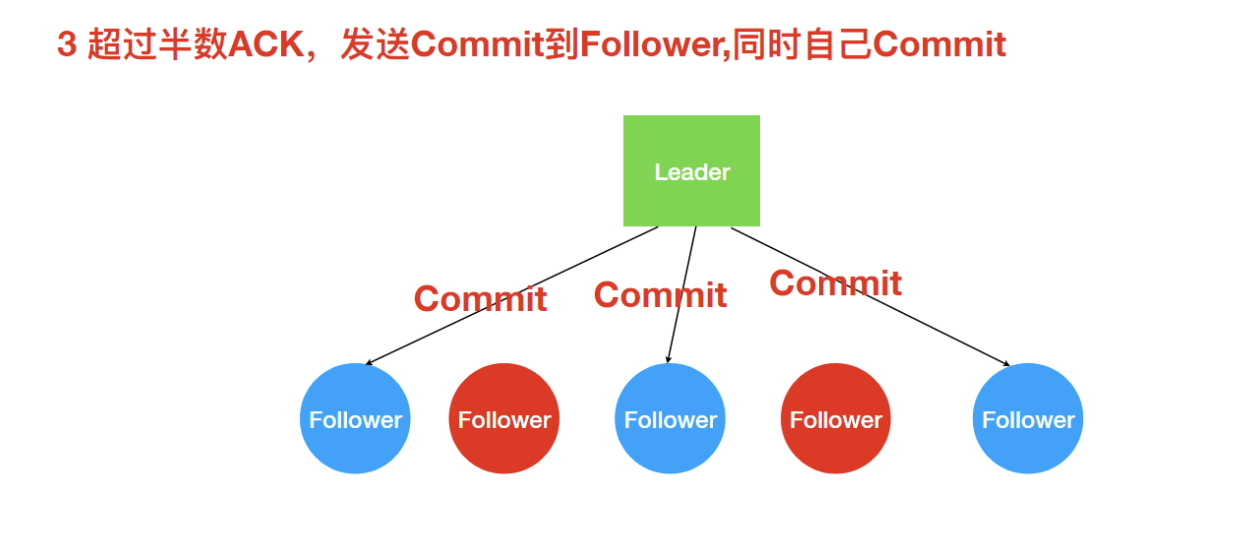 3 超过半数ACK，发送Commit到Follower,同时自己Commit
Leader
Commit
Commit
Commit
Follower
Follower
Follower
Follower
Follower